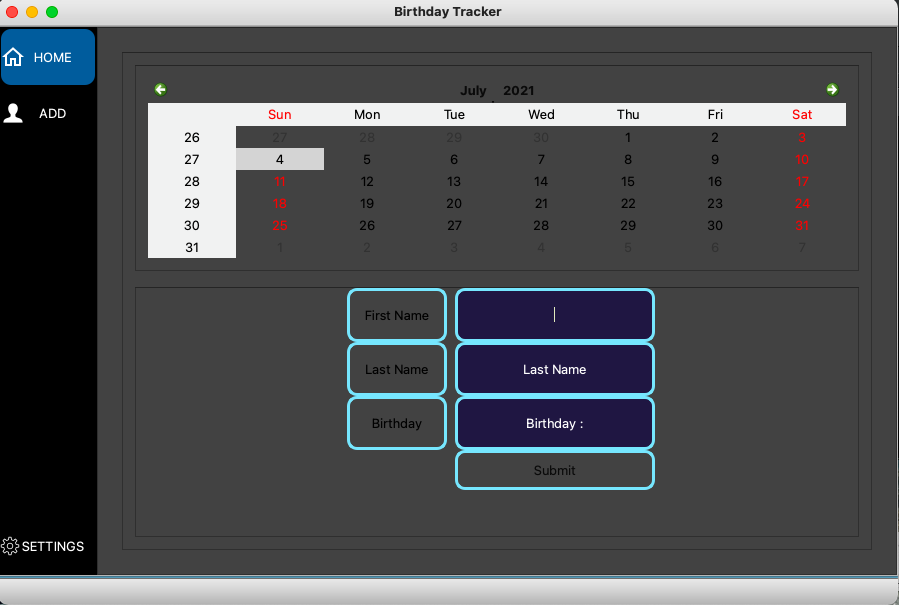 Birthday Tracker
HOME
ADD
July 2021
Sun Mon Tue Wed Thu Fri Sat
26 27 28 29 30 1 2 3
27 4 5 6 7 8 9 10
28 11 12 13 14 15 16 17
29 18 19 20 21 22 23 24
30 25 26 27 28 29 30 31
31 1 2 3 4 5 6 7
First Name
Last Name Last Name
Birthday Birthday :
Submit
SETTINGS